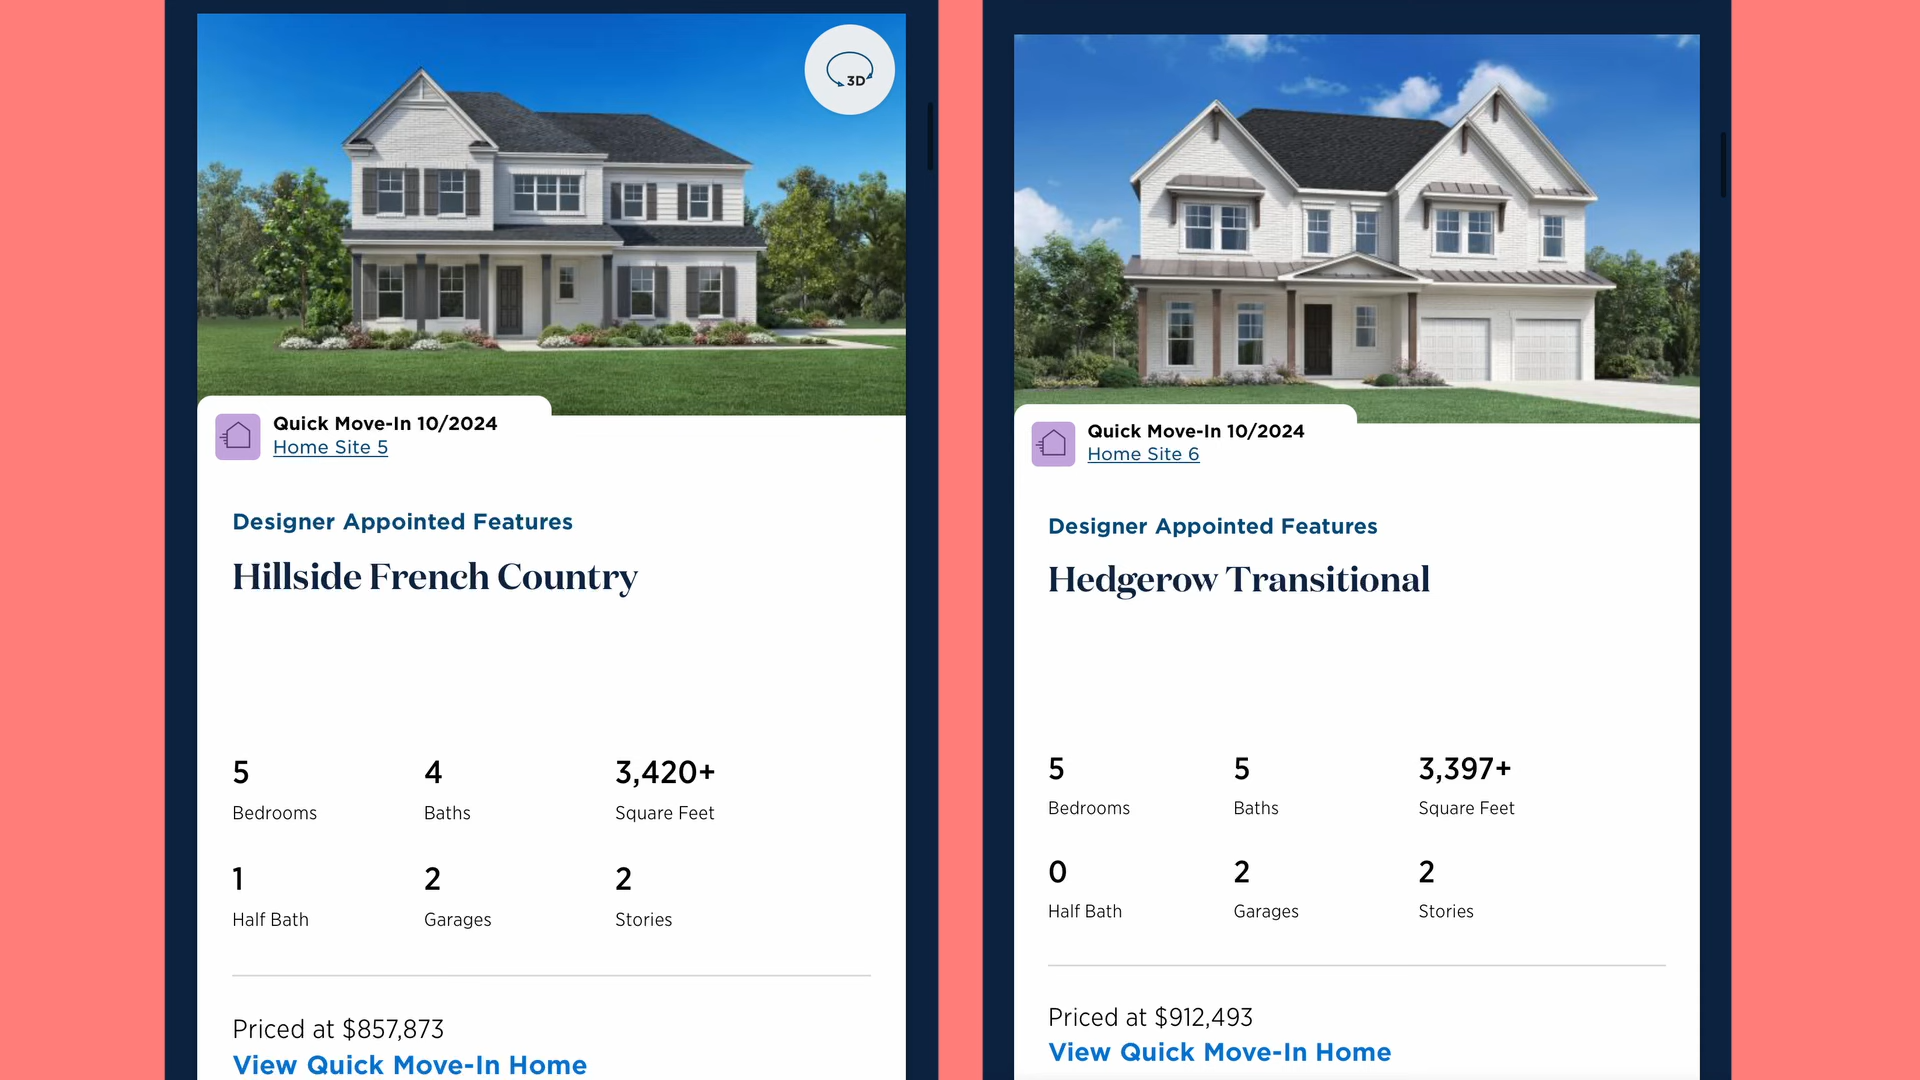 3D
Quick Move-In 10/2024
Home Site 5
Designer Appointed Features
Hillside French Country
5 4 3,420+
Bedrooms Baths Square Feet
1 2 2
Half Bath Garages Stories
Priced at $857,873
View Quick Move-In Home
Quick Move-In 10/2024
Home Site 6
Designer Appointed Features
Hedgerow Transitional
5 5 3,397+
Bedrooms Baths Square Feet
0 2 2
Half Bath Garages Stories
Priced at $912,493
View Quick Move-In Home